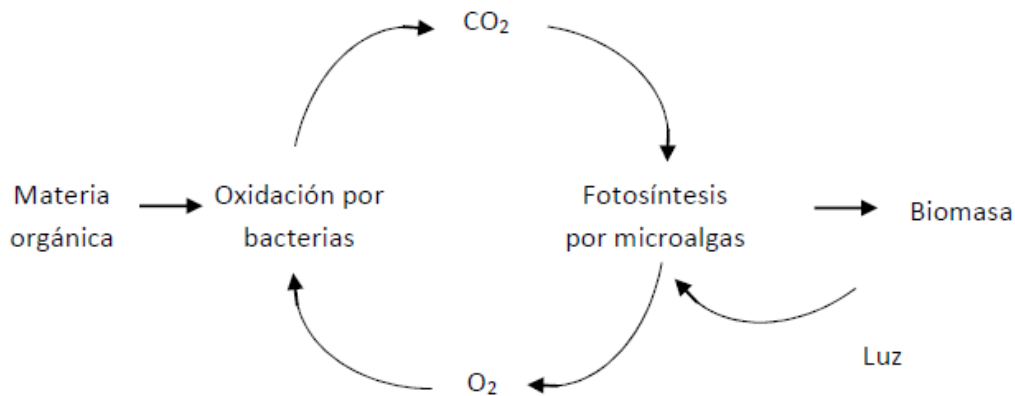 CO₂
Materia
orgánica
Oxidación por
bacterias
Fotosíntesis
por microalgas
Biomasa
Luz
O₂